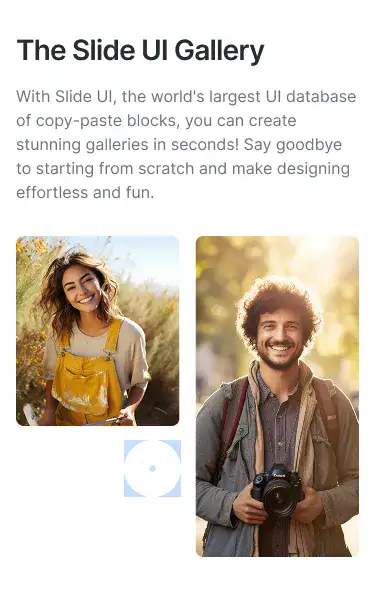 The Slide UI Gallery
With Slide UI, the world's largest UI database
of copy-paste blocks, you can create
stunning galleries in seconds! Say goodbye
to starting from scratch and make designing
effortless and fun.
Canon